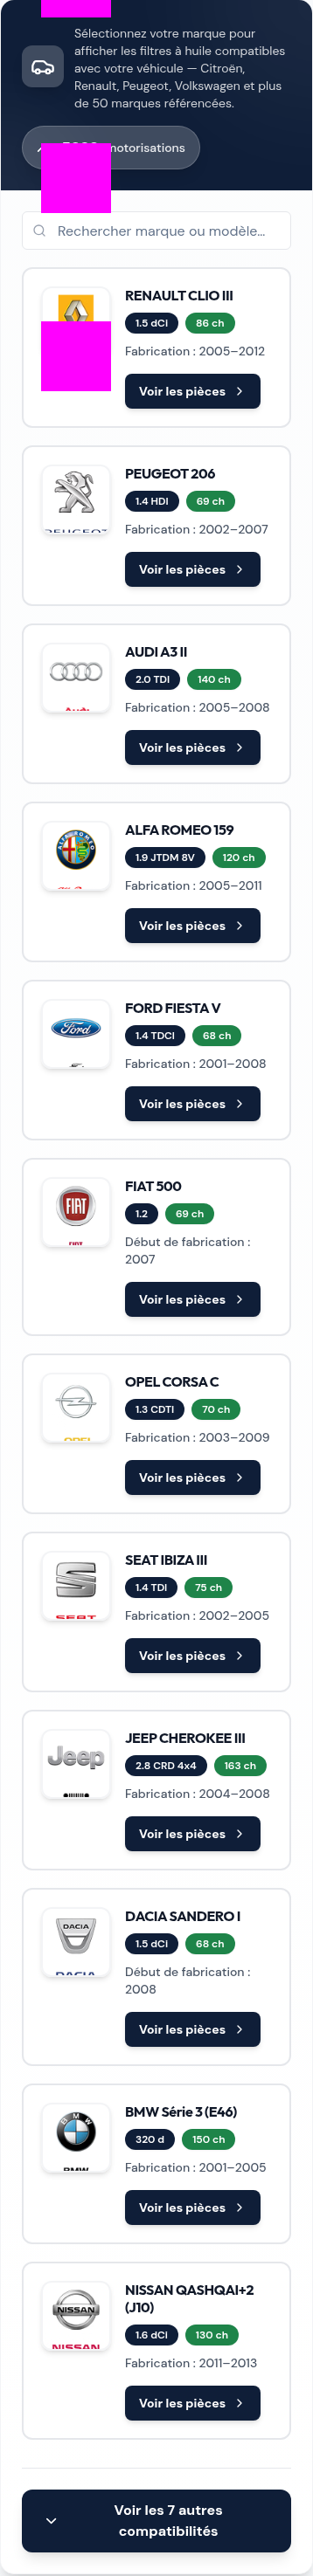 Sélectionnez votre marque pour
afficher les filtres à huile compatibles
avec votre véhicule — Citroën,
Renault, Peugeot, Volkswagen et plus
de 50 marques référencées.
motorisations
Rechercher marque ou modèle...
RENAULT CLIO III
1.5 dCI 86 ch
Fabrication : 2005–2012
Voir les pièces
PEUGEOT 206
1.4 HDI 69 ch
Fabrication : 2002–2007
Voir les pièces
AUDI A3 II
2.0 TDI 140 ch
Fabrication : 2005–2008
Voir les pièces
ALFA ROMEO 159
1.9 JTDM 8V 120 ch
Fabrication : 2005–2011
Voir les pièces
Ford
FORD FIESTA V
1.4 TDCI 68 ch
Fabrication : 2001–2008
Voir les pièces
FIAT
FIAT 500
1.2 69 ch
Début de fabrication :
2007
Voir les pièces
OPEL CORSA C
1.3 CDTI 70 ch
Fabrication : 2003–2009
Voir les pièces
SEAT
SEAT IBIZA III
1.4 TDI 75 ch
Fabrication : 2002–2005
Voir les pièces
Jeep
JEEP CHEROKEE III
2.8 CRD 4x4 163 ch
Fabrication : 2004–2008
Voir les pièces
DACIA
DACIA
DACIA SANDERO I
1.5 dCI 68 ch
Début de fabrication :
2008
Voir les pièces
BMW
BMW Série 3 (E46)
320 d 150 ch
Fabrication : 2001–2005
Voir les pièces
NISSAN
NISSAN
NISSAN QASHQAI+2
(J10)
1.6 dCI 130 ch
Fabrication : 2011–2013
Voir les pièces
Voir les 7 autres
compatibilités